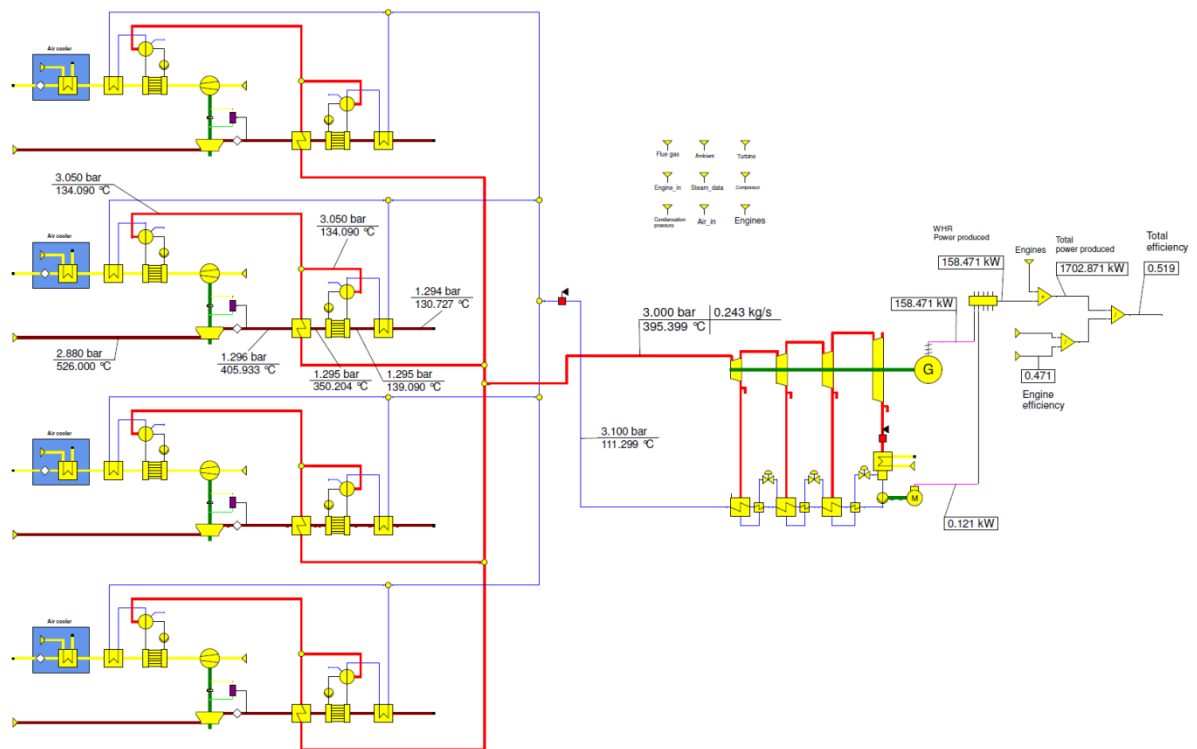 Air cooler
3.050 bar
134.090 °C
Air cooler
3.050 bar
134.090 °C
1.294 bar
130.727 °C
2.880 bar
526.000 °C
1.296 bar
405.933 °C
1.295 bar
350.204 °C
1.295 bar
139.090 °C
Air cooler
Air cooler
Flue gas
Ambient
Turbine
Engine_in
Steam_data
Compressor
Condensation
pressure
Air_in
Engines
3.000 bar
395.399 °C
0.243 kg/s
3.100 bar
111.299 °C
G
M
WHR
Power produced
158.471 kW
158.471 kW
0.121 kW
Engines
Total
power produced
1702.871 kW
Total
efficiency
0.519
0.471
Engine
efficiency